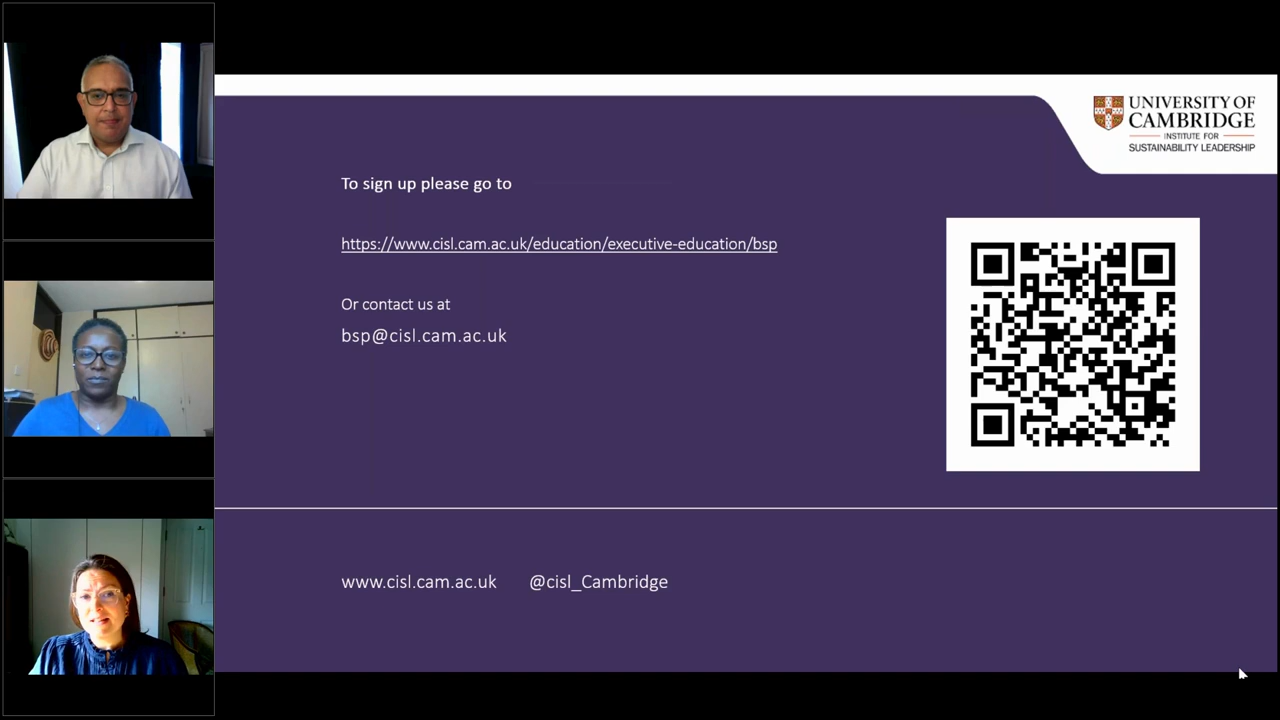 UNIVERSITY OF
CAMBRIDGE
INSTITUTE FOR
SUSTAINABILITY LEADERSHIP
To sign up please go to
https://www.cisl.cam.ac.uk/education/executive-education/bsp
Or contact us at
bsp@cisl.cam.ac.uk
www.cisl.cam.ac.uk @cisl_Cambridge